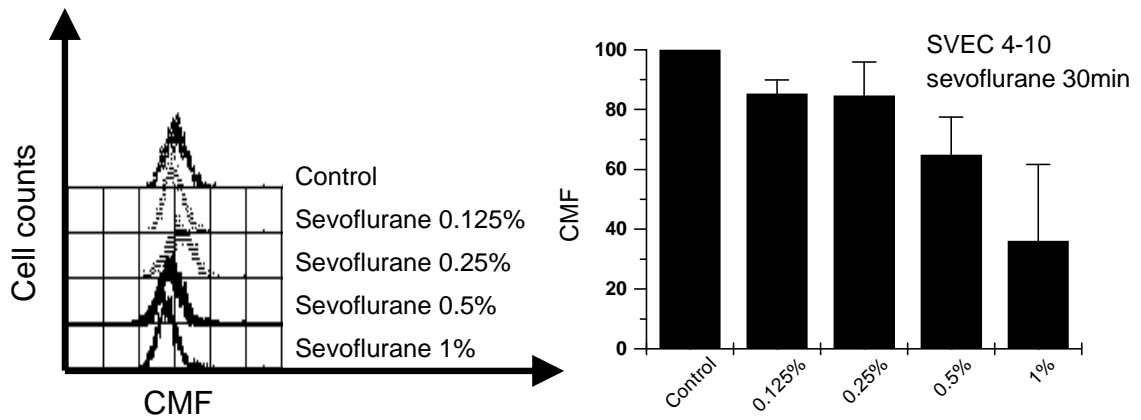 Cell counts
Control
Sevoflurane 0.125%
Sevoflurane 0.25%
Sevoflurane 0.5%
Sevoflurane 1%
CMF
SVEC 4-10
sevoflurane 30min
CMF
100
80
60
40
20
0
Control
0.125%
0.25%
0.5%
1%